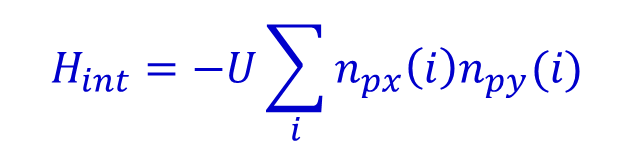 H_{int} = -U \sum_{i} n_{px}(i) n_{py}(i)